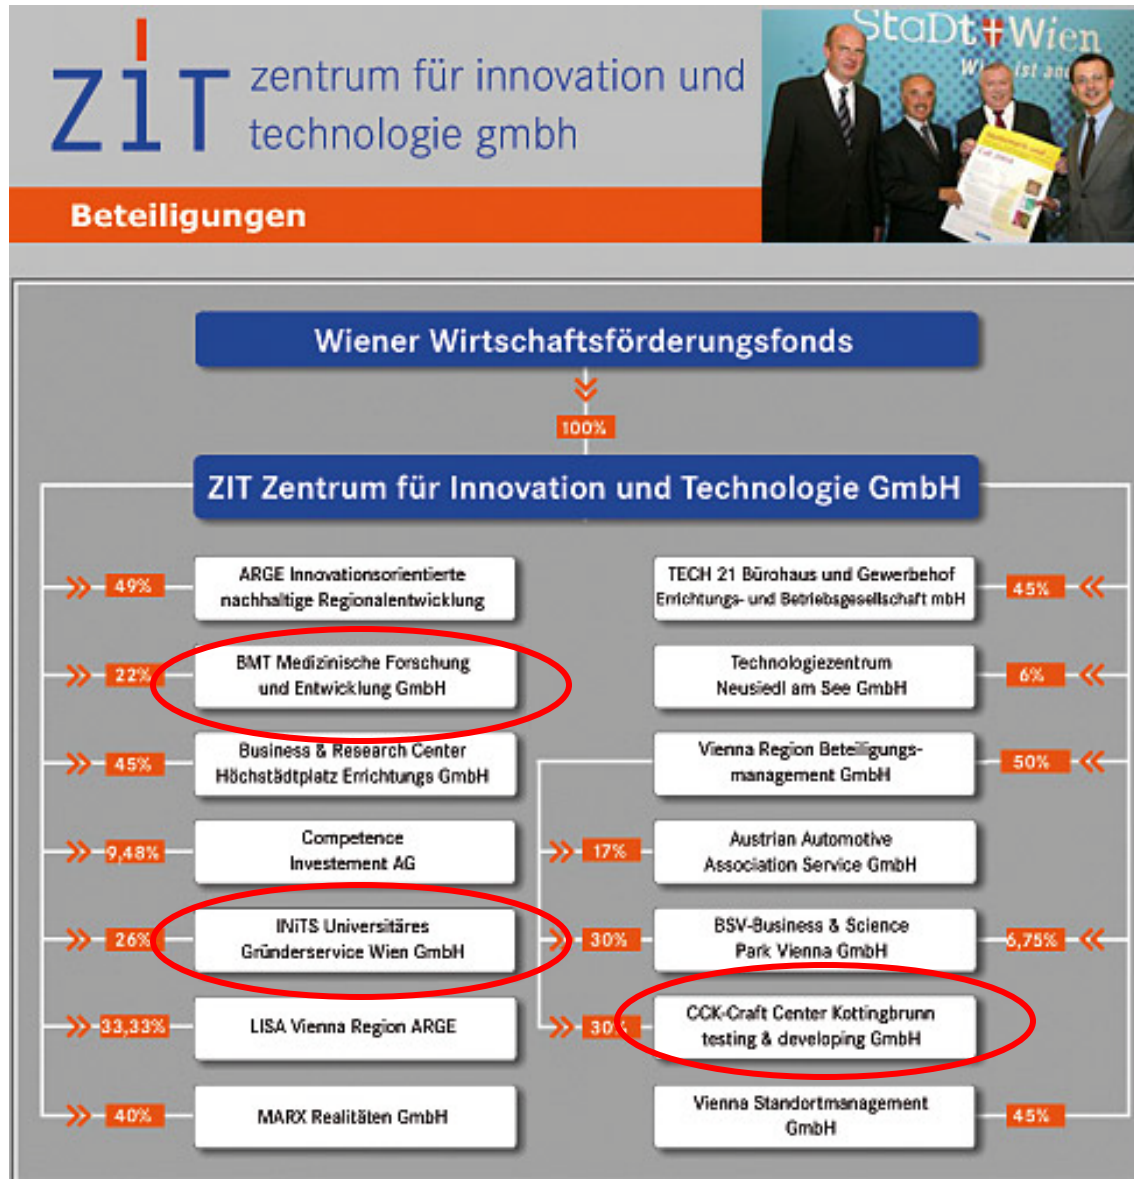 ZiT zentrum für innovation und
technologie gmbh
StaDt Wien
Beteiligungen
Wiener Wirtschaftsförderungsfonds
100%
ZIT Zentrum für Innovation und Technologie GmbH
49%
ARGE Innovationsorientierte
nachhaltige Regionalentwicklung
22%
BMT Medizinische Forschung
und Entwicklung GmbH
45%
Business & Research Center
Höchstädtplatz Errichtungs GmbH
9,48%
Competence
Investement AG
26%
INiTS Universitäres
Gründerservice Wien GmbH
33,33%
LISA Vienna Region ARGE
40%
MARX Realitäten GmbH
TECH 21 Bürohaus und Gewerbehof
Errichtungs- und Betriebsgesellschaft mbH
45%
Technologiezentrum
Neusiedl am See GmbH
6%
Vienna Region Beteiligungs-
management GmbH
50%
17%
Austrian Automotive
Association Service GmbH
30%
BSV-Business & Science
Park Vienna GmbH
6,75%
30%
CCK-Craft Center Kottingbrunn
testing & developing GmbH
Vienna Standortmanagement
GmbH
45%